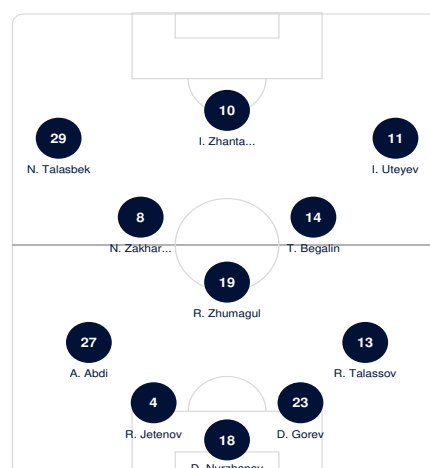 10
I. Zhanta...
29
N. Talasbek
11
I. Uteyev
8
N. Zakhar...
14
T. Begalin
19
R. Zhumagul
27
A. Abdi
13
R. Talassov
4
R. Jetenov
23
D. Gorev
18
D. Nurzhanov